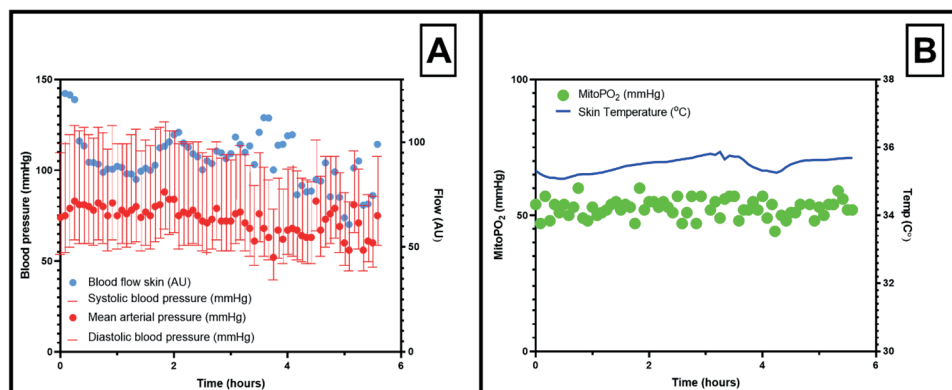 A
150
100
50
0
Blood pressure (mmHg)
100
50
0
Flow (AU)
Blood flow skin (AU)
Systolic blood pressure (mmHg)
Mean arterial pressure (mmHg)
Diastolic blood pressure (mmHg)
0 2 4 6
Time (hours)
B
100
50
0
MitoPO₂ (mmHg)
38
36
34
32
30
Temp (C°)
MitoPO₂ (mmHg)
Skin Temperature (°C)
0 2 4 6
Time (hours)